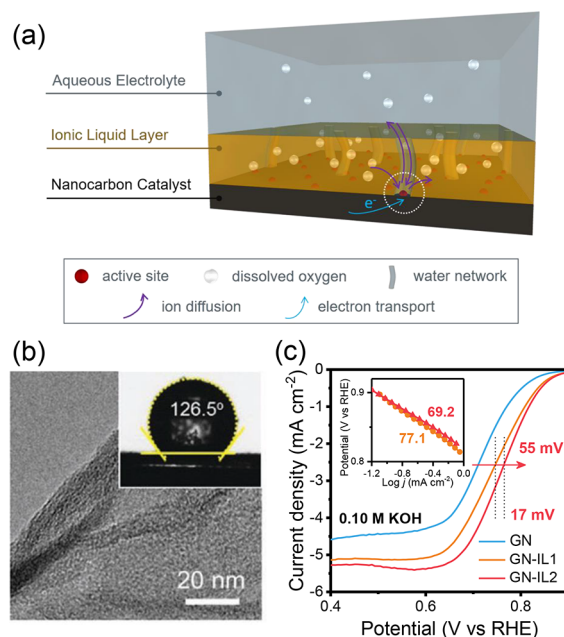 (a)
Aqueous Electrolyte
Ionic Liquid Layer
Nanocarbon Catalyst
e-
active site
dissolved oxygen
water network
ion diffusion
electron transport
(b)
126.5°
20 nm
(c)
Current density (mA cm⁻²)
0
-1
-2
-3
-4
-5
-6
Potential (V vs RHE)
0.9
0.8
69.2
77.1
-1.2
-0.8
-0.4
0.0
Log j (mA cm⁻²)
55 mV
17 mV
0.10 M KOH
GN
GN-IL1
GN-IL2
0.4
0.6
0.8
Potential (V vs RHE)